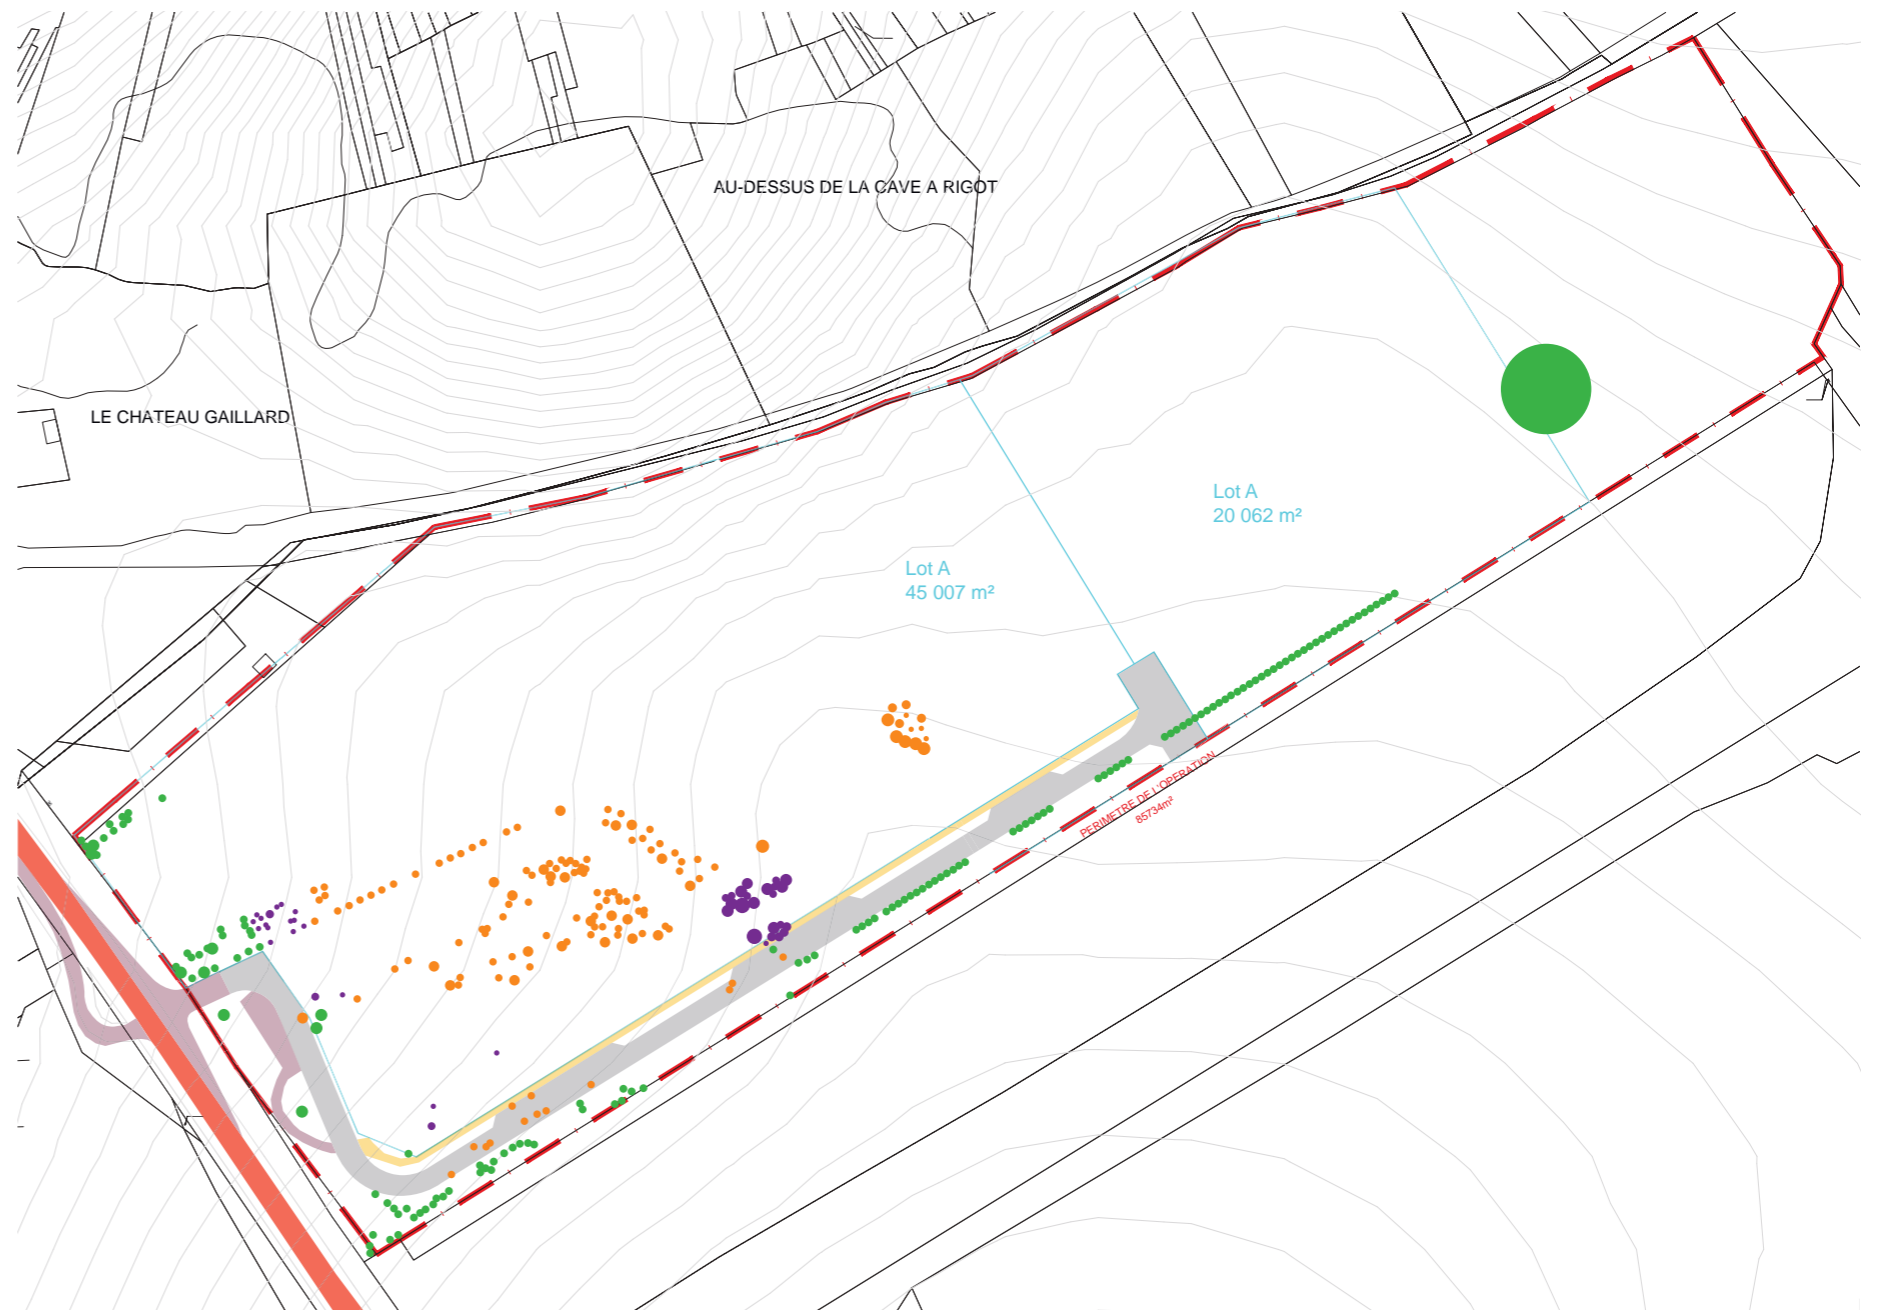 AU-DESSUS DE LA CAVE A RIGOT
LE CHATEAU GAILLARD
Lot A
20 062 m²
Lot A
45 007 m²
PERIMETRE DE L'OPERATION
85734m²